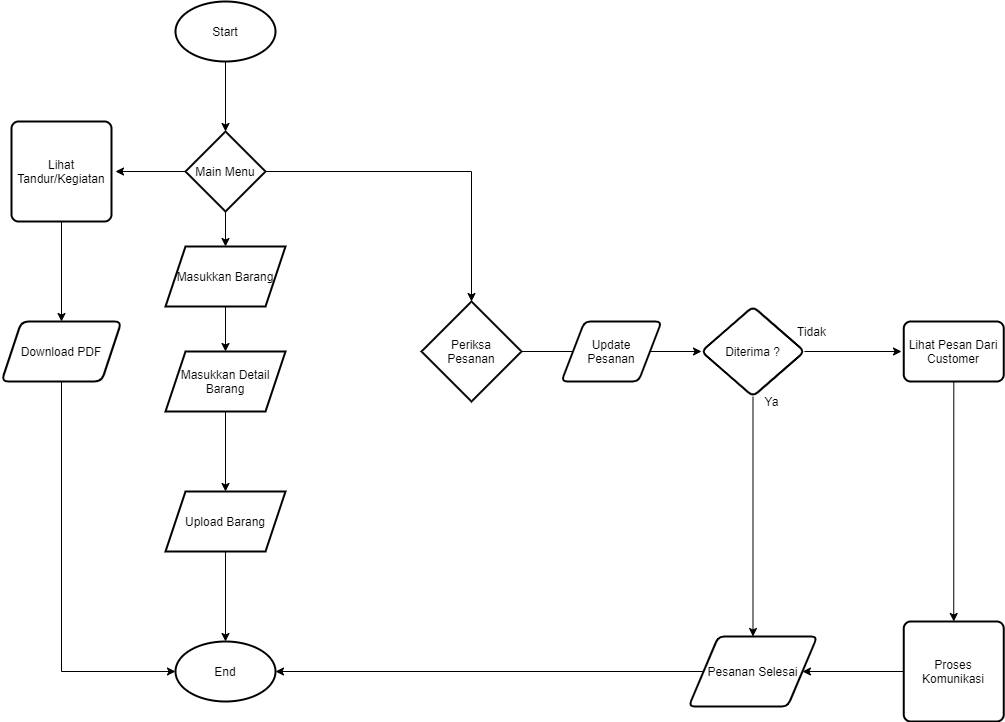 Start
Lihat
Tandur/Kegiatan
Main Menu
Masukkan Barang
Tidak
Periksa
Pesanan
Update
Pesanan
Diterima ?
Lihat Pesan Dari
Customer
Download PDF
Masukkan Detail
Barang
Ya
Upload Barang
End
Pesanan Selesai
Proses
Komunikasi